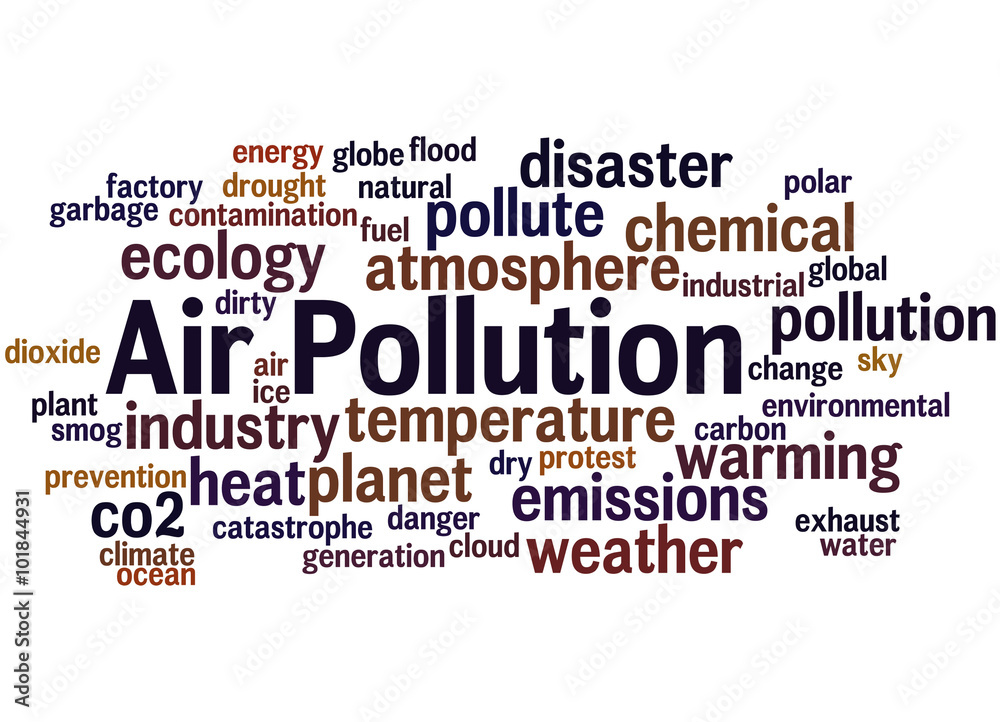 energy globe flood
disaster
factory drought natural
polar
garbage contamination fuel pollute chemical
ecology atmosphere industrial global
dirty
Air Pollution pollution
dioxide air change sky
ice
plant environmental
smog industry temperature carbon
prevention heat planet dry protest warming
co2 catastrophe danger emissions exhaust
climate generation cloud weather water
ocean
Adobe Stock | #101844931
Adobe Stock